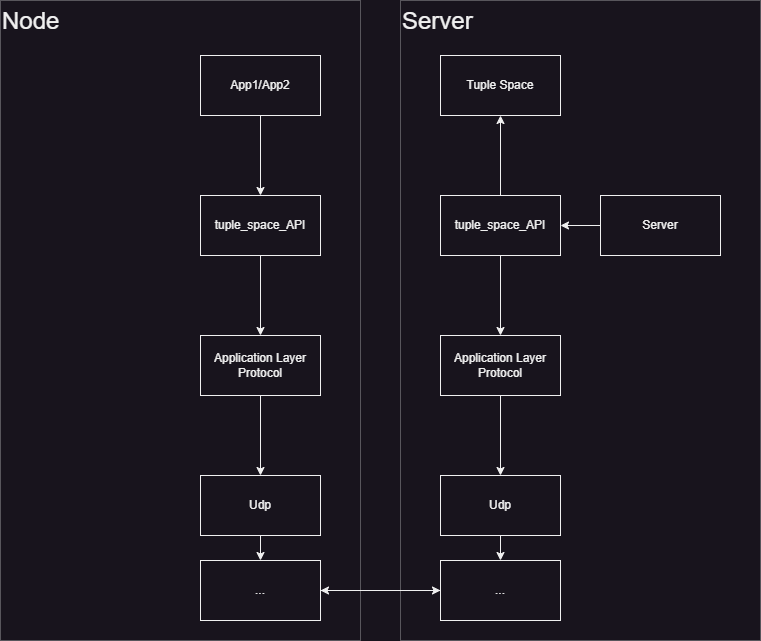 Node
App1/App2
tuple_space_API
Application Layer
Protocol
Udp
...
Server
Tuple Space
tuple_space_API
Server
Application Layer
Protocol
Udp
...